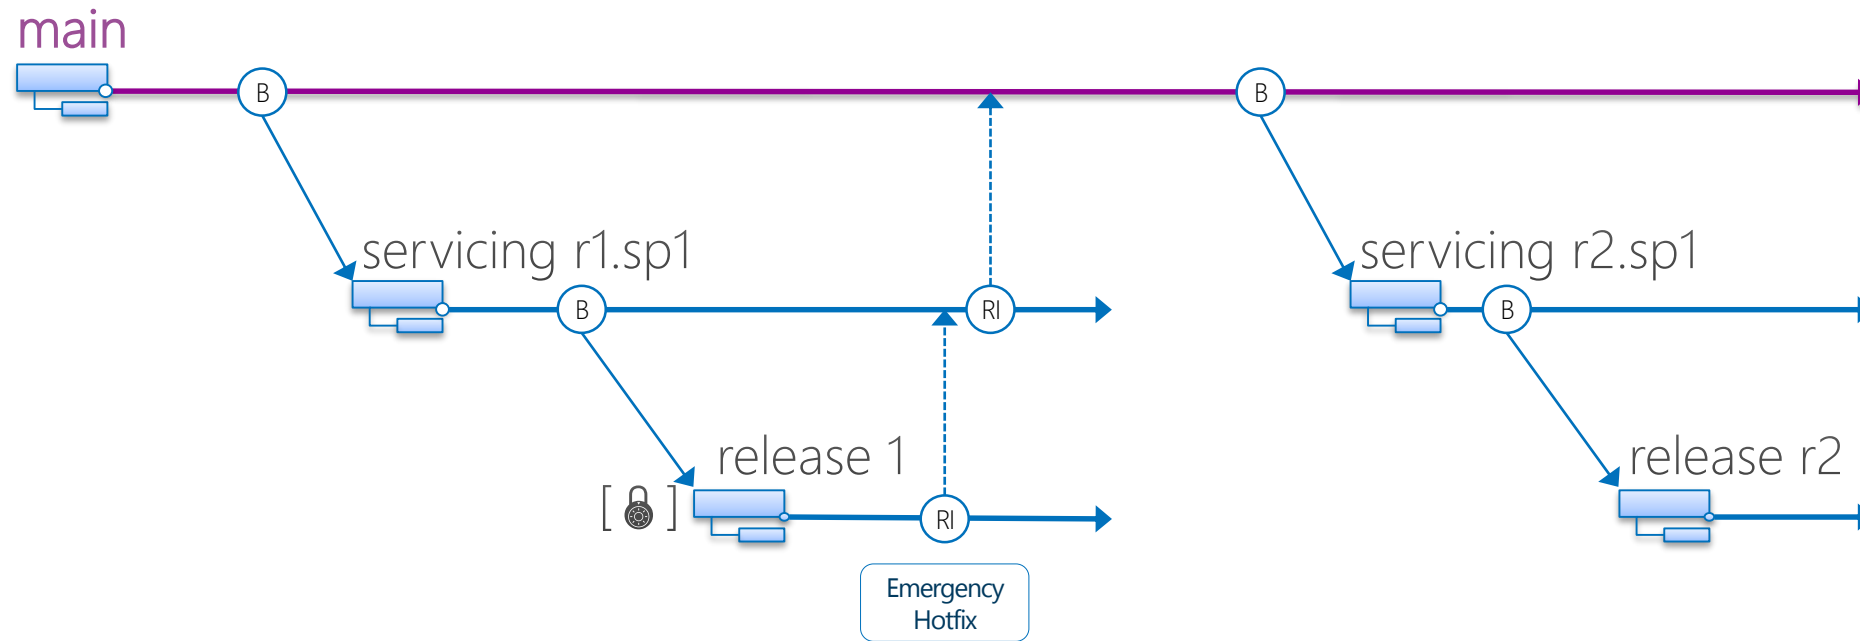 main
B
B
servicing r1.sp1
servicing r2.sp1
B
RI
B
release 1
release r2
[ ]
RI
Emergency
Hotfix